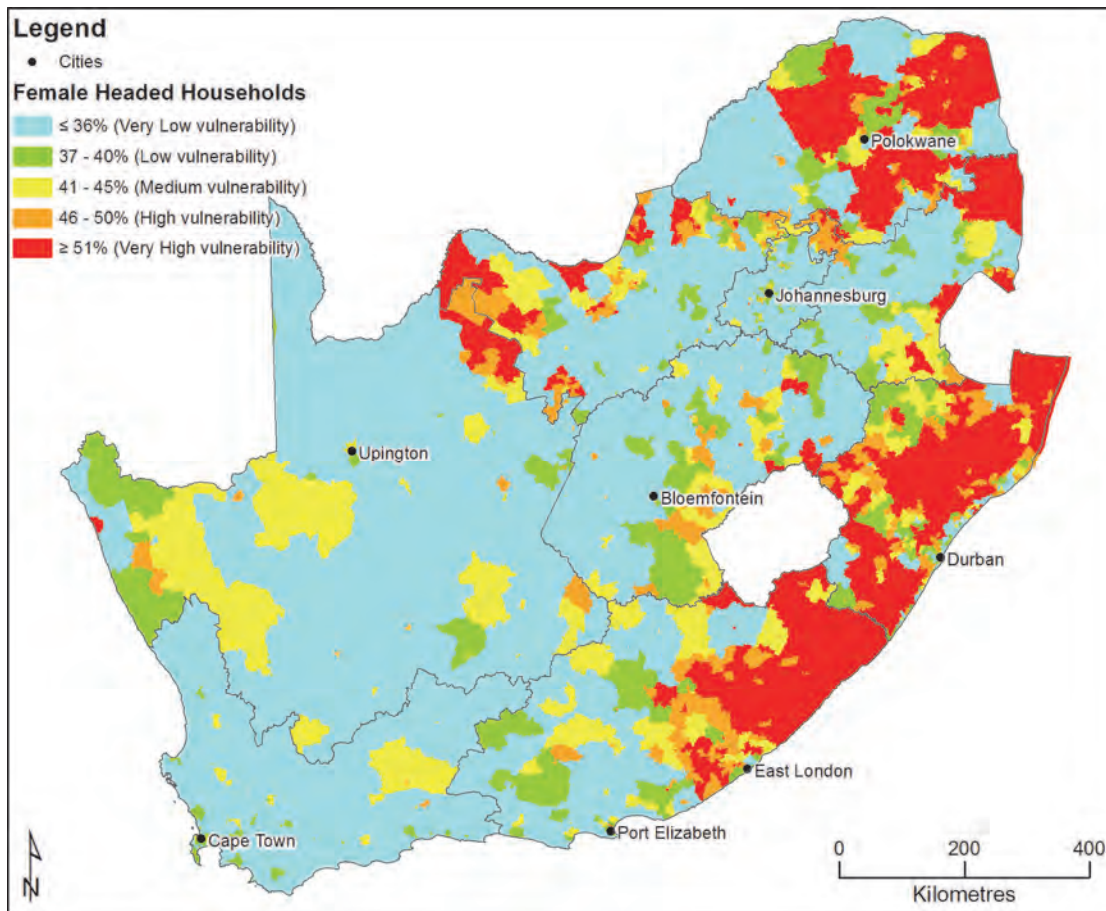 Legend
Cities
Female Headed Households
≤ 36% (Very Low vulnerability)
37 - 40% (Low vulnerability)
41 - 45% (Medium vulnerability)
46 - 50% (High vulnerability)
≥ 51% (Very High vulnerability)
Polokwane
Johannesburg
Upington
Bloemfontein
Durban
East London
Port Elizabeth
Cape Town
N
0 200 400
Kilometres